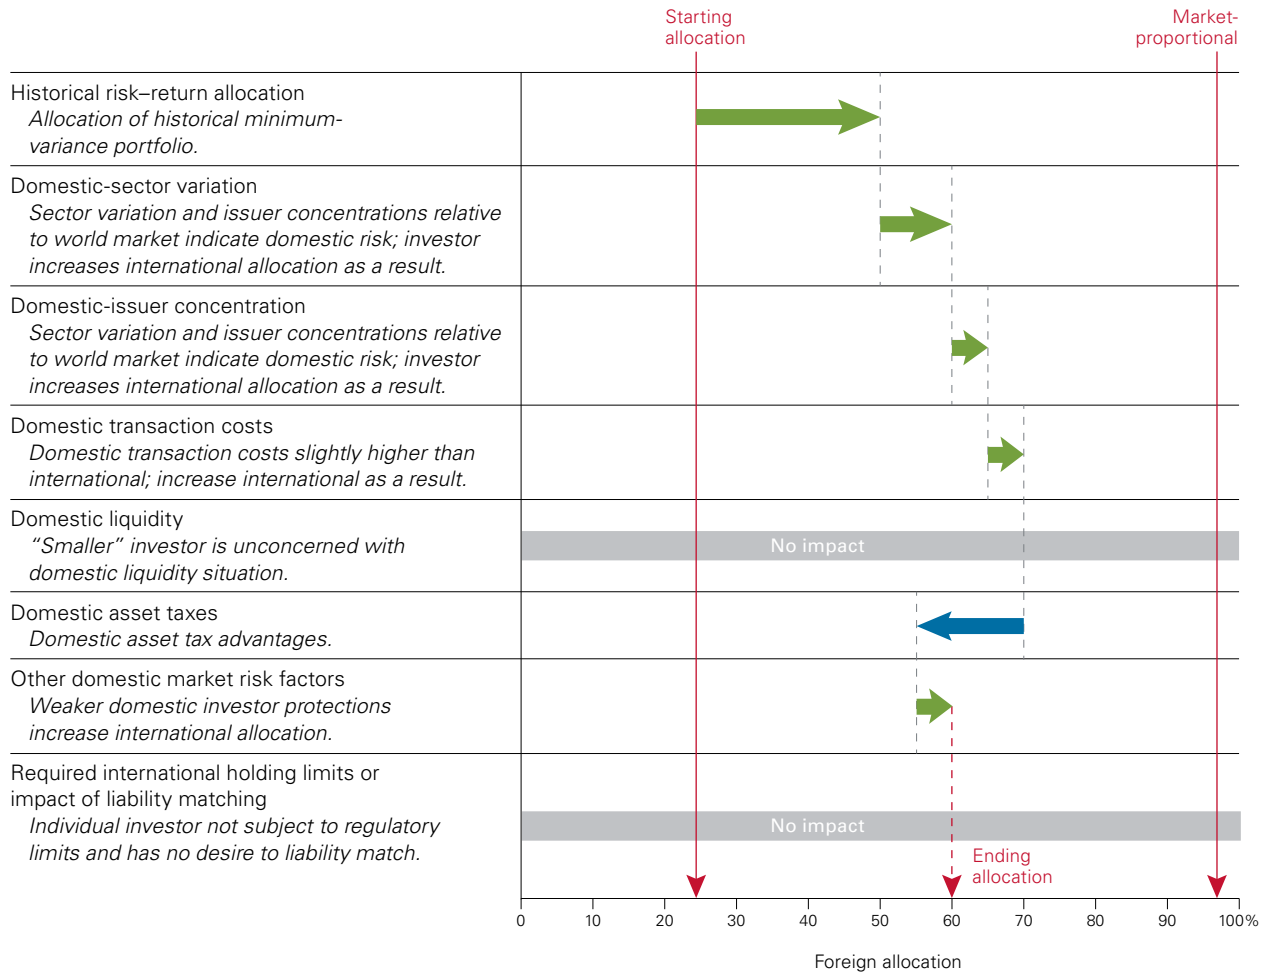 Starting
allocation
Market-
proportional
Historical risk–return allocation
Allocation of historical minimum-
variance portfolio.
Domestic-sector variation
Sector variation and issuer concentrations relative
to world market indicate domestic risk; investor
increases international allocation as a result.
Domestic-issuer concentration
Sector variation and issuer concentrations relative
to world market indicate domestic risk; investor
increases international allocation as a result.
Domestic transaction costs
Domestic transaction costs slightly higher than
international; increase international as a result.
Domestic liquidity
“Smaller” investor is unconcerned with
domestic liquidity situation.
No impact
Domestic asset taxes
Domestic asset tax advantages.
Other domestic market risk factors
Weaker domestic investor protections
increase international allocation.
Required international holding limits or
impact of liability matching
Individual investor not subject to regulatory
limits and has no desire to liability match.
No impact
Ending
allocation
0 10 20 30 40 50 60 70 80 90 100%
Foreign allocation